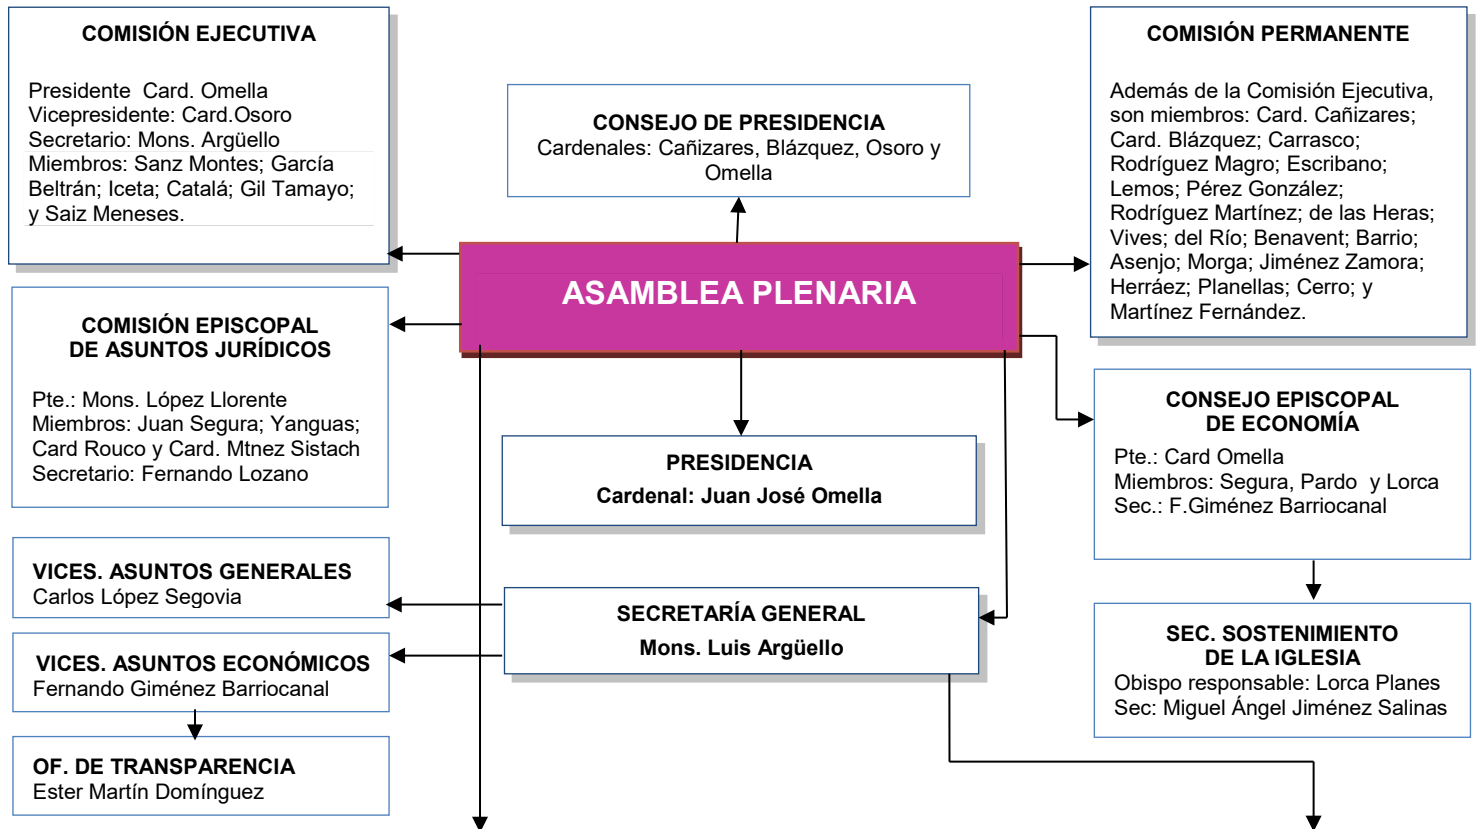 COMISIÓN EJECUTIVA
Presidente Card. Omella
Vicepresidente: Card.Osoro
Secretario: Mons. Argüello
Miembros: Sanz Montes; García
Beltrán; Iceta; Catalá; Gil Tamayo;
y Saiz Meneses.
CONSEJO DE PRESIDENCIA
Cardenales: Cañizares, Blázquez, Osoro y
Omella
COMISIÓN PERMANENTE
Además de la Comisión Ejecutiva,
son miembros: Card. Cañizares;
Card. Blázquez; Carrasco;
Rodríguez Magro; Escribano;
Lemos; Pérez González;
Rodríguez Martínez; de las Heras;
Vives; del Río; Benavent; Barrio;
Asenjo; Morga; Jiménez Zamora;
Herráez; Planellas; Cerro; y
Martínez Fernández.
ASAMBLEA PLENARIA
COMISIÓN EPISCOPAL
DE ASUNTOS JURÍDICOS
Pte.: Mons. López Llorente
Miembros: Juan Segura; Yanguas;
Card Rouco y Card. Mtnez Sistach
Secretario: Fernando Lozano
PRESIDENCIA
Cardenal: Juan José Omella
CONSEJO EPISCOPAL
DE ECONOMÍA
Pte.: Card Omella
Miembros: Segura, Pardo y Lorca
Sec.: F.Giménez Barriocanal
VICES. ASUNTOS GENERALES
Carlos López Segovia
SECRETARÍA GENERAL
Mons. Luis Argüello
VICES. ASUNTOS ECONÓMICOS
Fernando Giménez Barriocanal
SEC. SOSTENIMIENTO
DE LA IGLESIA
Obispo responsable: Lorca Planes
Sec: Miguel Ángel Jiménez Salinas
OF. DE TRANSPARENCIA
Ester Martín Domínguez